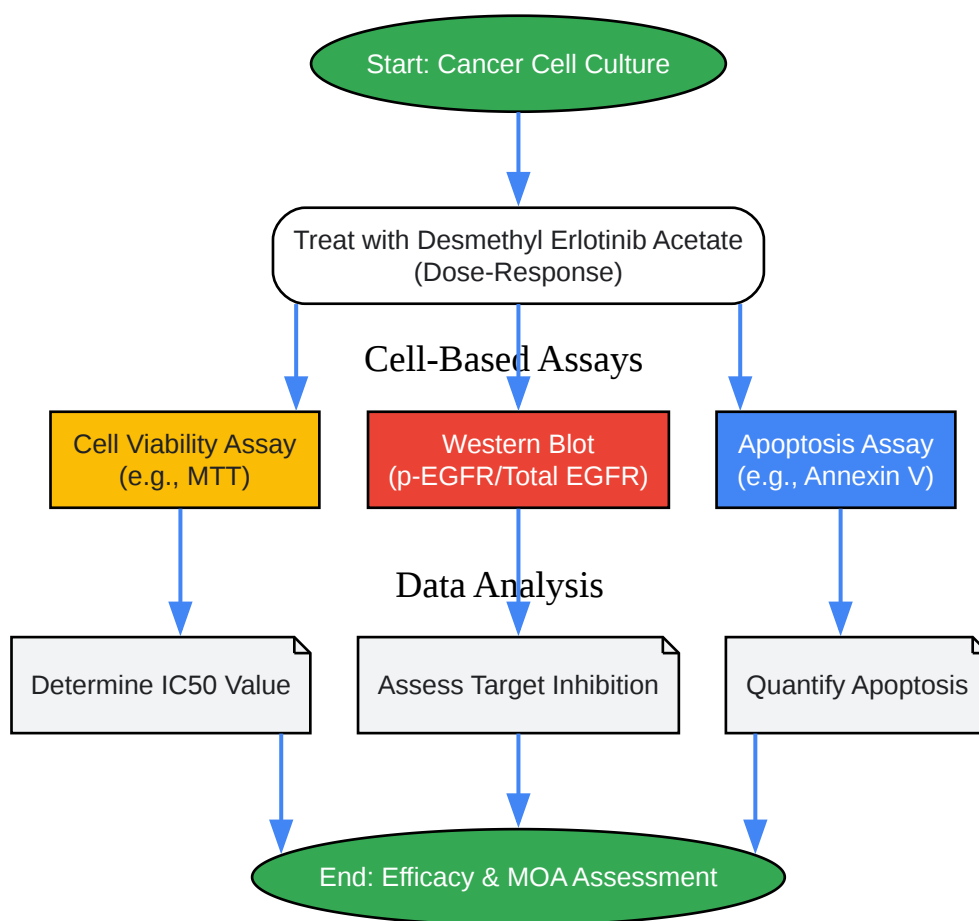 Start: Cancer Cell Culture
Treat with Desmethyl Erlotinib Acetate
(Dose-Response)
Cell-Based Assays
Cell Viability Assay
(e.g., MTT)
Western Blot
(p-EGFR/Total EGFR)
Apoptosis Assay
(e.g., Annexin V)
Data Analysis
Determine IC50 Value
Assess Target Inhibition
Quantify Apoptosis
End: Efficacy & MOA Assessment